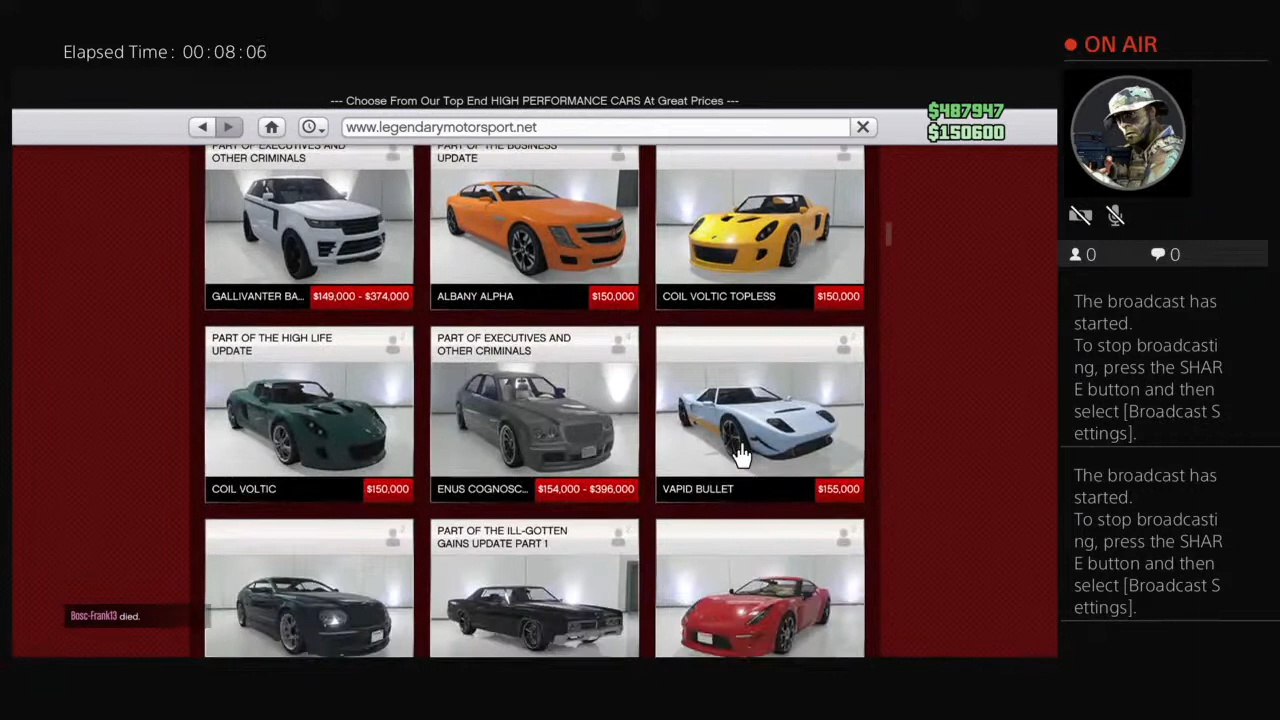 Elapsed Time: 00:08:06
ON AIR
--- Choose From Our Top End HIGH PERFORMANCE CARS At Great Prices ---
$487947
www.legendarymotorsport.net
$150600
PART OF EXECUTIVES AND
OTHER CRIMINALS
PART OF THE BUSINESS
UPDATE
GALLIVANTER BA... $149,000 - $374,000
ALBANY ALPHA $150,000
COIL VOLTIC TOPLESS $150,000
PART OF THE HIGH LIFE
UPDATE
PART OF EXECUTIVES AND
OTHER CRIMINALS
COIL VOLTIC $150,000
ENUS COGNOSC... $154,000 - $396,000
VAPID BULLET $155,000
PART OF THE ILL-GOTTEN
GAINS UPDATE PART 1
Bosc-Frank13 died.
0 0
The broadcast has
started.
To stop broadcasti
ng, press the SHAR
E button and then
select [Broadcast S
ettings].
The broadcast has
started.
To stop broadcasti
ng, press the SHAR
E button and then
select [Broadcast S
ettings].